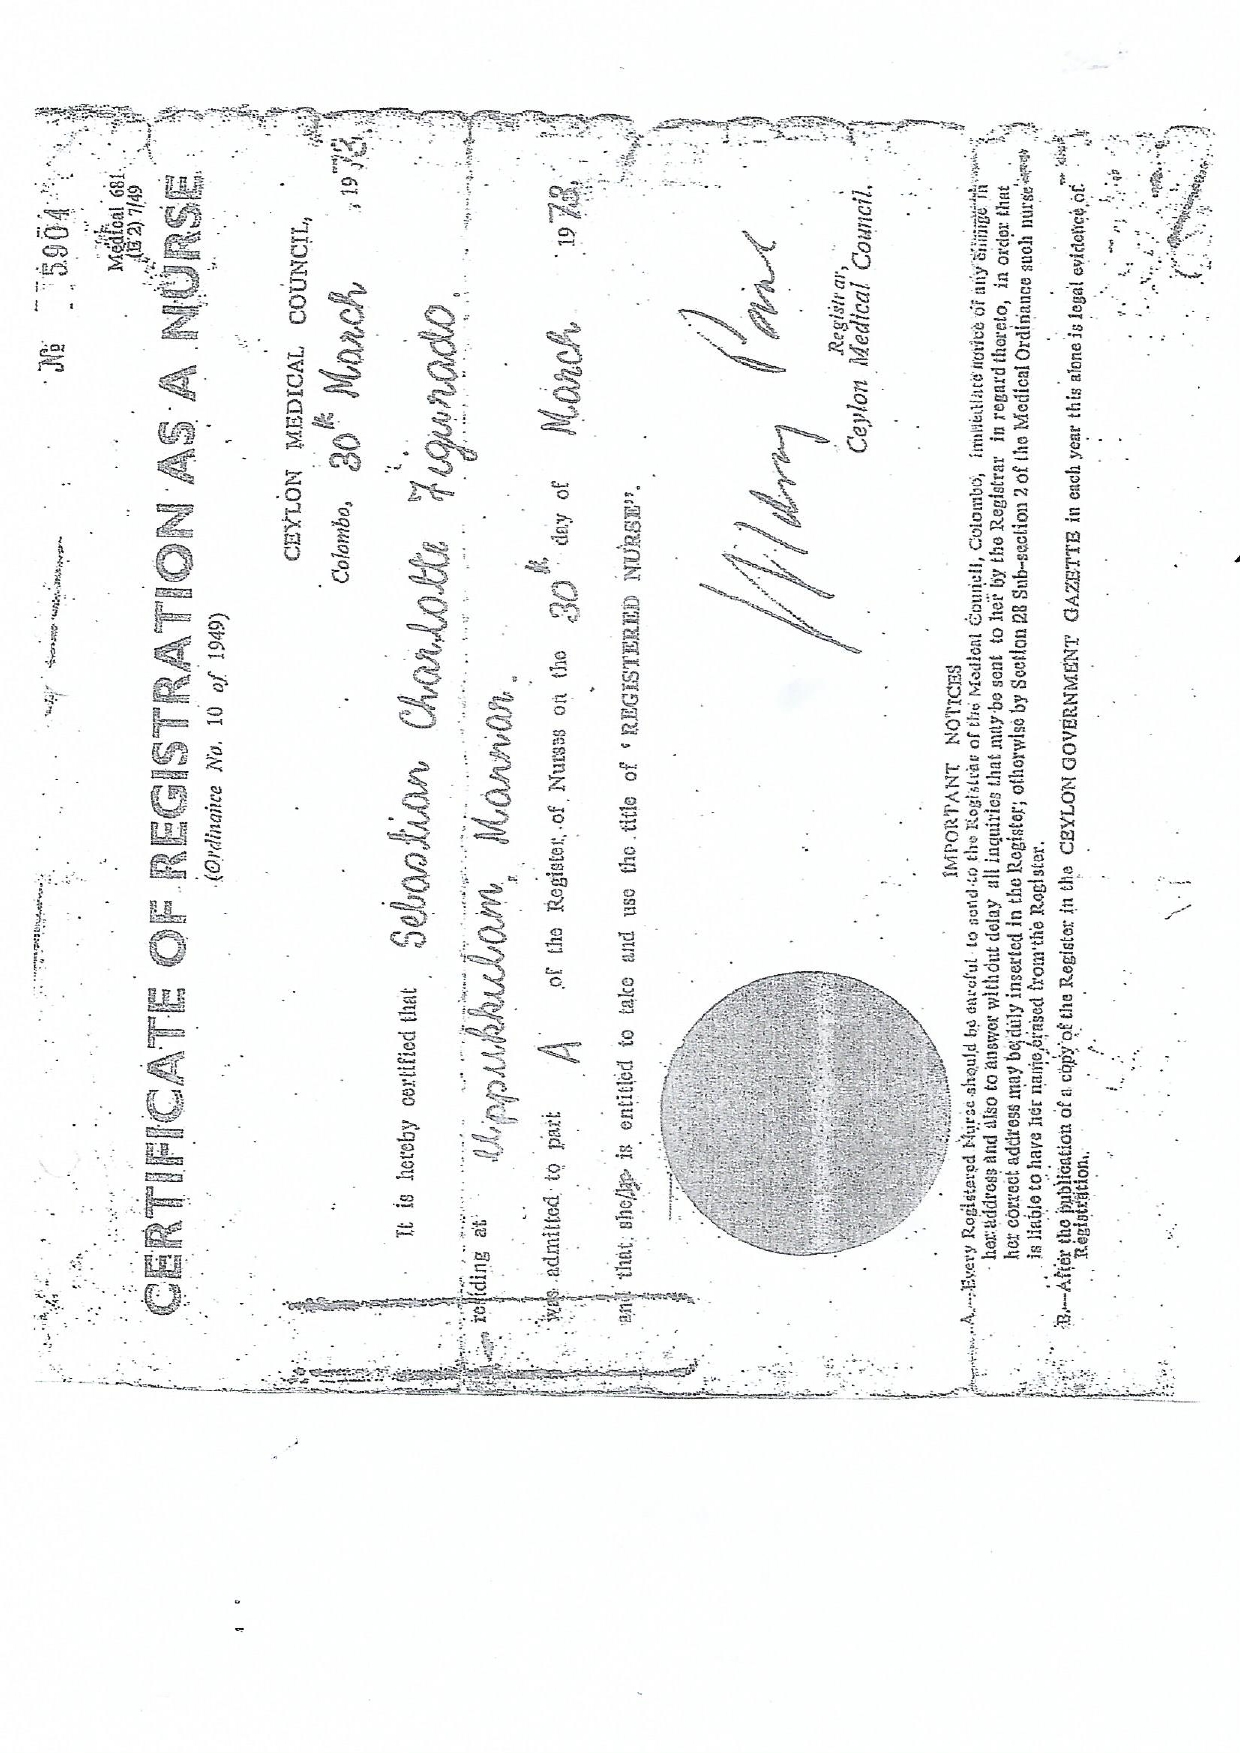 No 5904
Medical 681
(E 2) 7/49
CERTIFICATE OF REGISTRATION AS A NURSE
(Ordinance No. 10 of 1949)
CEYLON MEDICAL COUNCIL,
Colombo, 30th March , 1973.
It is hereby certified that Sebastian Charlotte Figurado.
residing at Uppukkulam, Mannar.
was admitted to part A of the Register of Nurses on the 30th day of March 1973,
and that she/he is entitled to take and use the title of "REGISTERED NURSE".
Registrar,
Ceylon Medical Council.
IMPORTANT NOTICES
A.—Every Registered Nurse should be careful to send to the Registrar of the Medical Council, Colombo, immediate notice of any change in
her address and also to answer without delay all inquiries that may be sent to her by the Registrar in regard thereto, in order that
her correct address may be duly inserted in the Register; otherwise by Section 28 Sub-section 2 of the Medical Ordinance such nurse
is liable to have her name erased from the Register.
B.—After the publication of a copy of the Register in the CEYLON GOVERNMENT GAZETTE in each year this alone is legal evidence of
Registration.